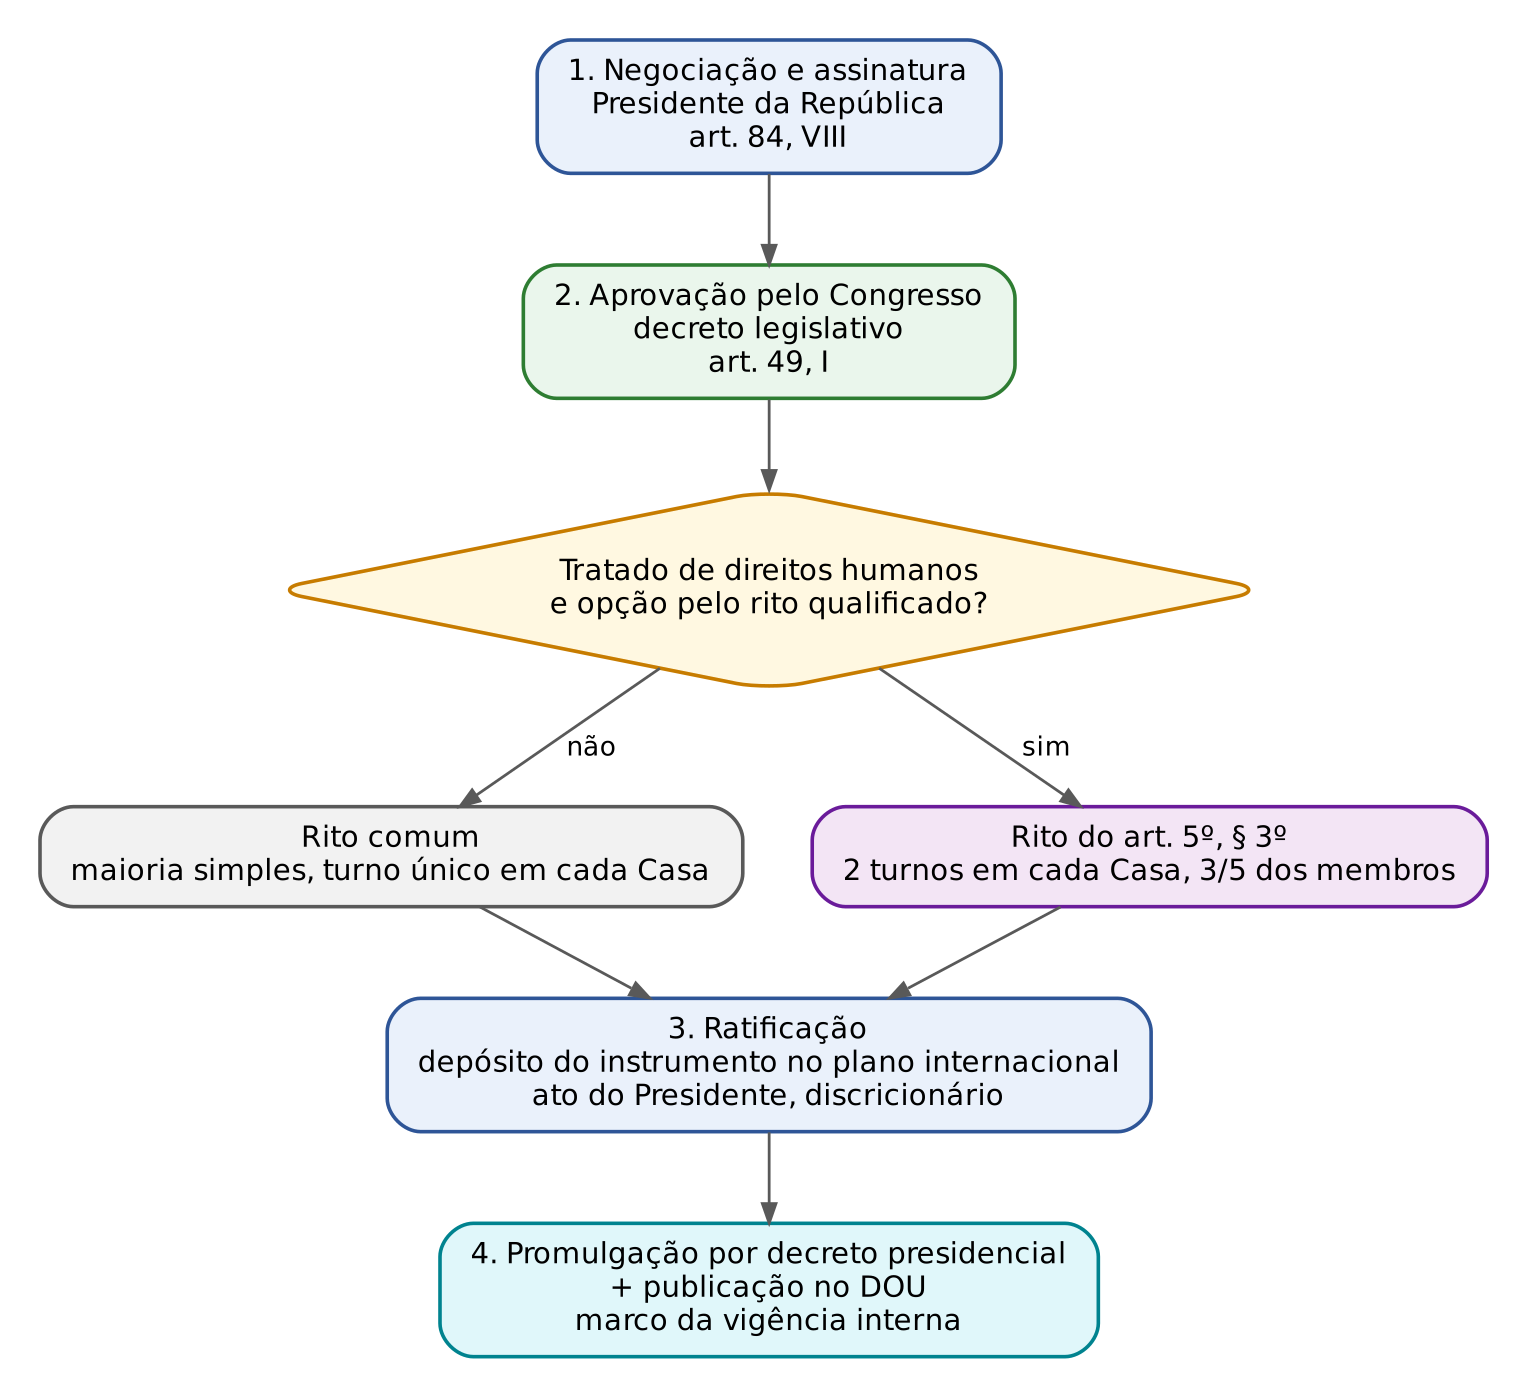 1. Negociação e assinatura
Presidente da República
art. 84, VIII
2. Aprovação pelo Congresso
decreto legislativo
art. 49, I
Tratado de direitos humanos
e opção pelo rito qualificado?
não
sim
Rito comum
maioria simples, turno único em cada Casa
Rito do art. 5º, § 3º
2 turnos em cada Casa, 3/5 dos membros
3. Ratificação
depósito do instrumento no plano internacional
ato do Presidente, discricionário
4. Promulgação por decreto presidencial
+ publicação no DOU
marco da vigência interna